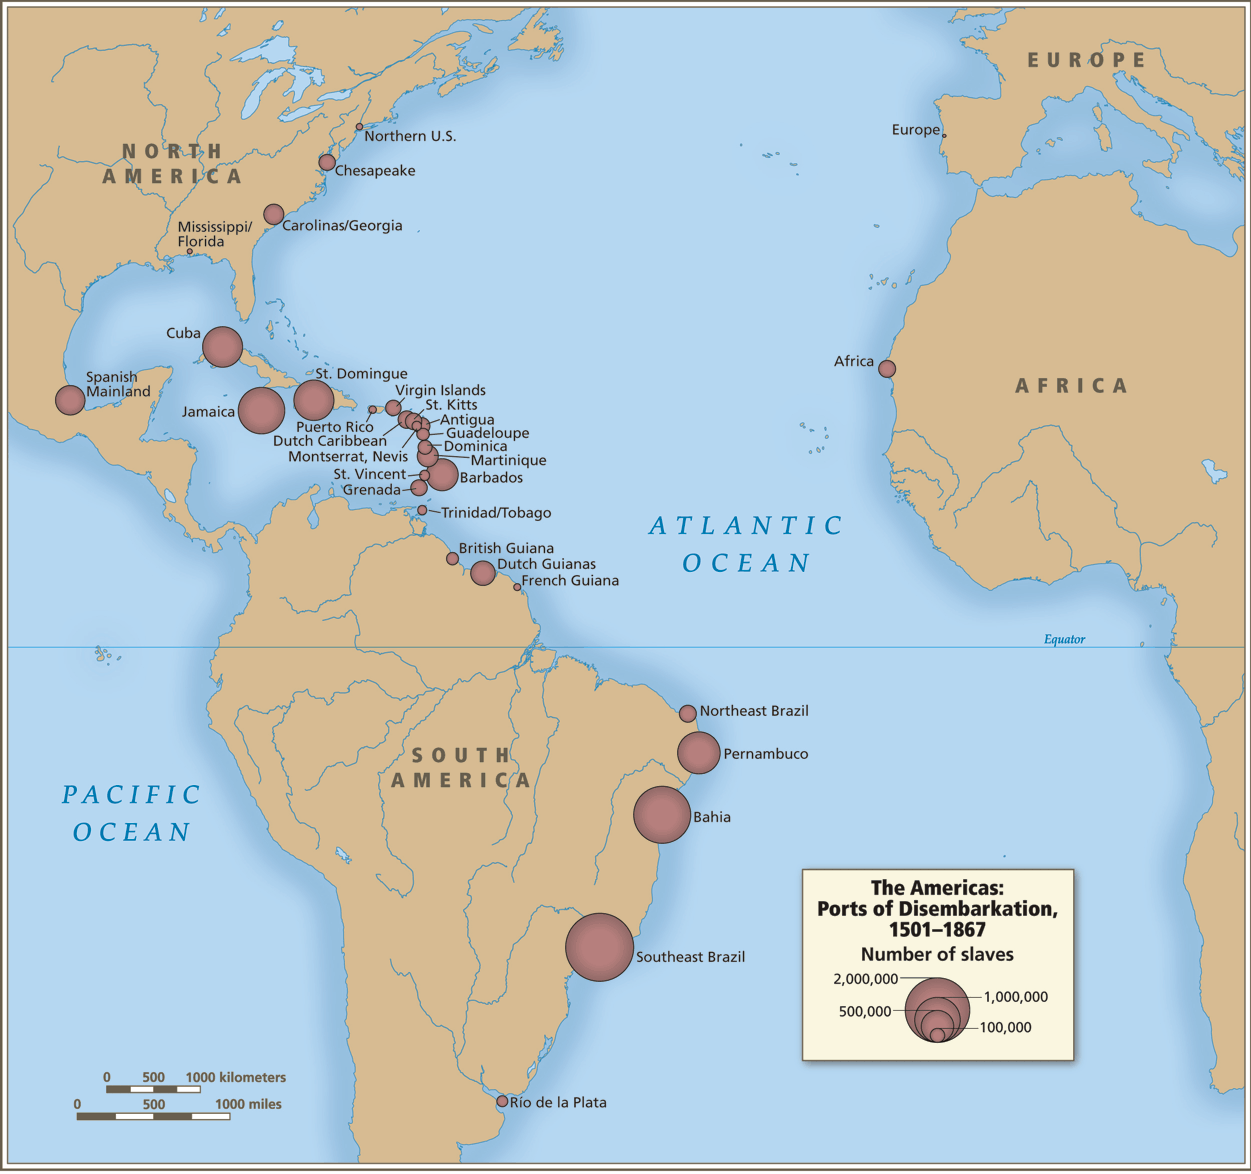 EUROPE
Europe
Northern U.S.
NORTH
AMERICA
Chesapeake
Mississippi/
Florida
Carolinas/Georgia
Cuba
Africa
AFRICA
Spanish
Mainland
St. Domingue
Jamaica
Virgin Islands
St. Kitts
Puerto Rico
Antigua
Dutch Caribbean
Guadeloupe
Montserrat, Nevis
Dominica
Martinique
St. Vincent
Barbados
Grenada
Trinidad/Tobago
ATLANTIC
OCEAN
British Guiana
Dutch Guianas
French Guiana
Equator
Northeast Brazil
SOUTH
AMERICA
Pernambuco
PACIFIC
OCEAN
Bahia
Southeast Brazil
The Americas:
Ports of Disembarkation,
1501–1867
Number of slaves
2,000,000
1,000,000
500,000
100,000
0 500 1000 kilometers
0 500 1000 miles
Río de la Plata